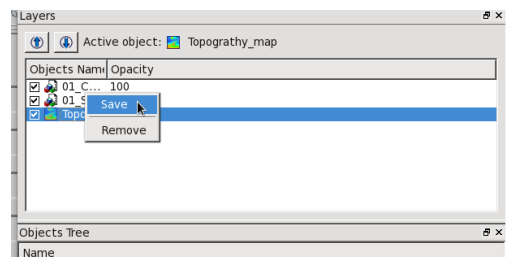 Layers
Active object: Topograthy_map
Objects Name Opacity
01_C... 100
01_S
Topo
Save
Remove
Objects Tree
Name